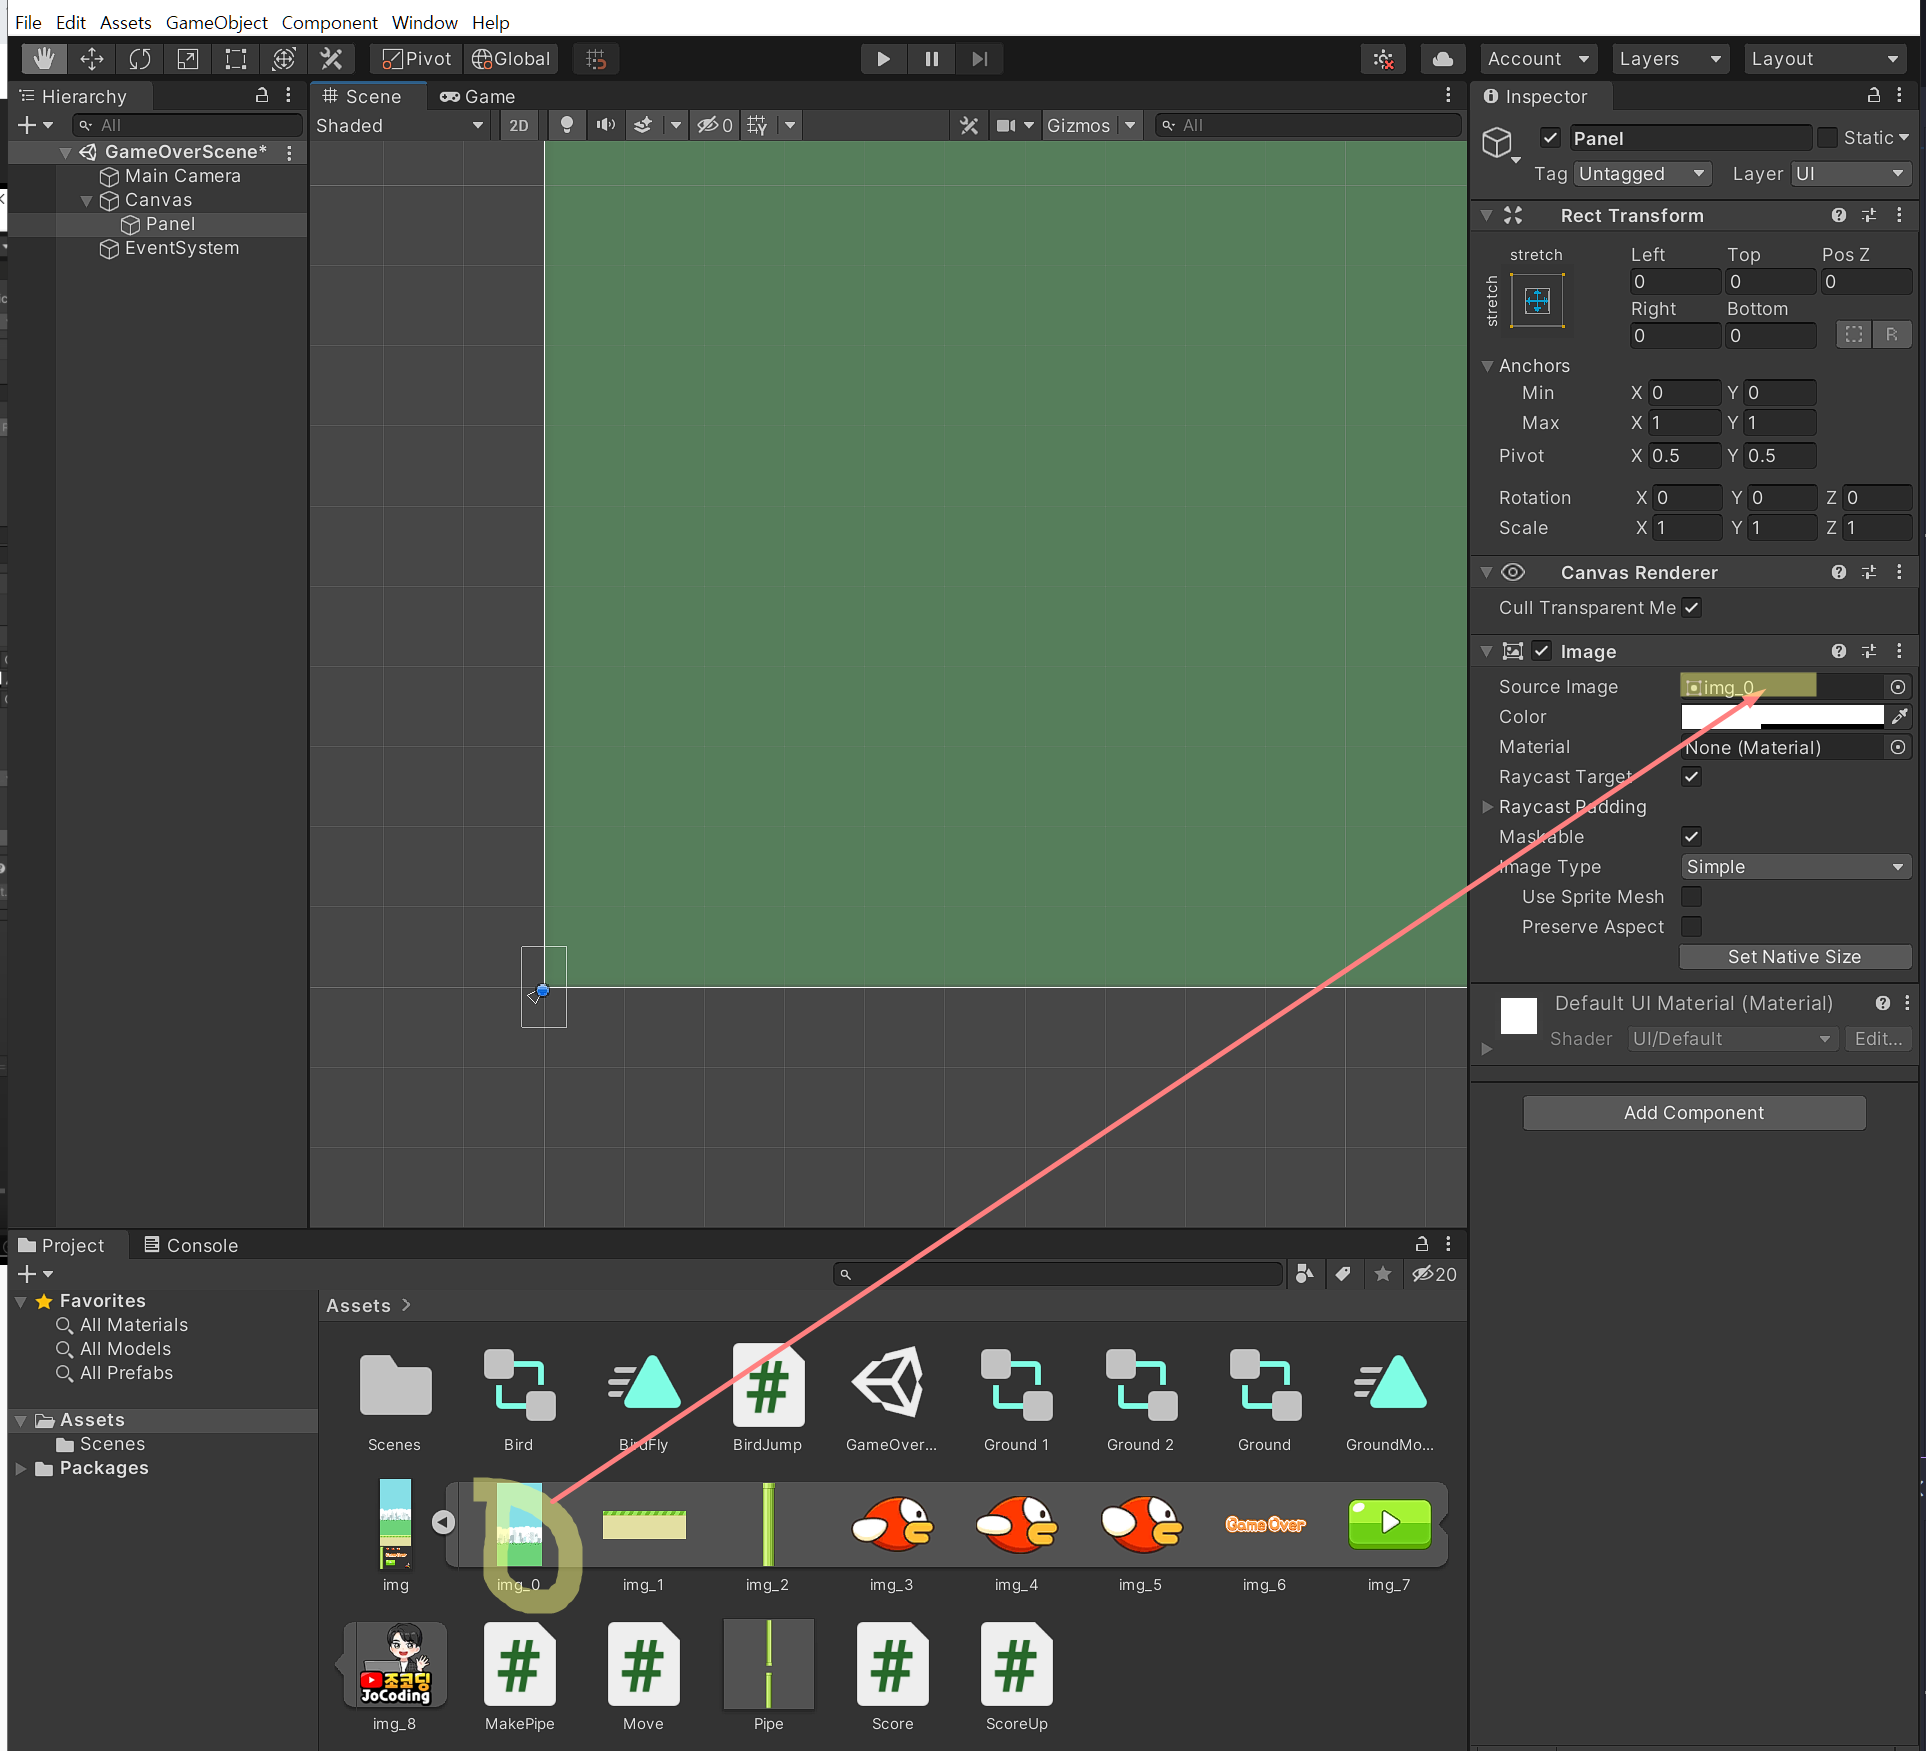 File Edit Assets GameObject Component Window Help
Pivot Global Account Layers Layout
Hierarchy
All
GameOverScene*
Main Camera
Canvas
Panel
EventSystem
Scene Game
Shaded 2D 0 Gizmos All
Inspector
Panel Static
Tag Untagged Layer UI
Rect Transform
stretch Left Top Pos Z
stretch
0 0 0
Right Bottom
0 0 R
Anchors
Min X 0 Y 0
Max X 1 Y 1
Pivot X 0.5 Y 0.5
Rotation X 0 Y 0 Z 0
Scale X 1 Y 1 Z 1
Canvas Renderer
Cull Transparent Me
Image
Source Image img_0
Color
Material None (Material)
Raycast Target
Raycast Padding
Maskable
Image Type Simple
Use Sprite Mesh
Preserve Aspect
Set Native Size
Default UI Material (Material)
Shader UI/Default Edit...
Add Component
Project Console
20
Favorites
All Materials
All Models
All Prefabs
Assets
Scenes
Packages
Assets >
Scenes Bird BirdFly BirdJump GameOver... Ground 1 Ground 2 Ground GroundMo...
Game Over
img img_0 img_1 img_2 img_3 img_4 img_5 img_6 img_7
조코딩
JoCoding
img_8 MakePipe Move Pipe Score ScoreUp